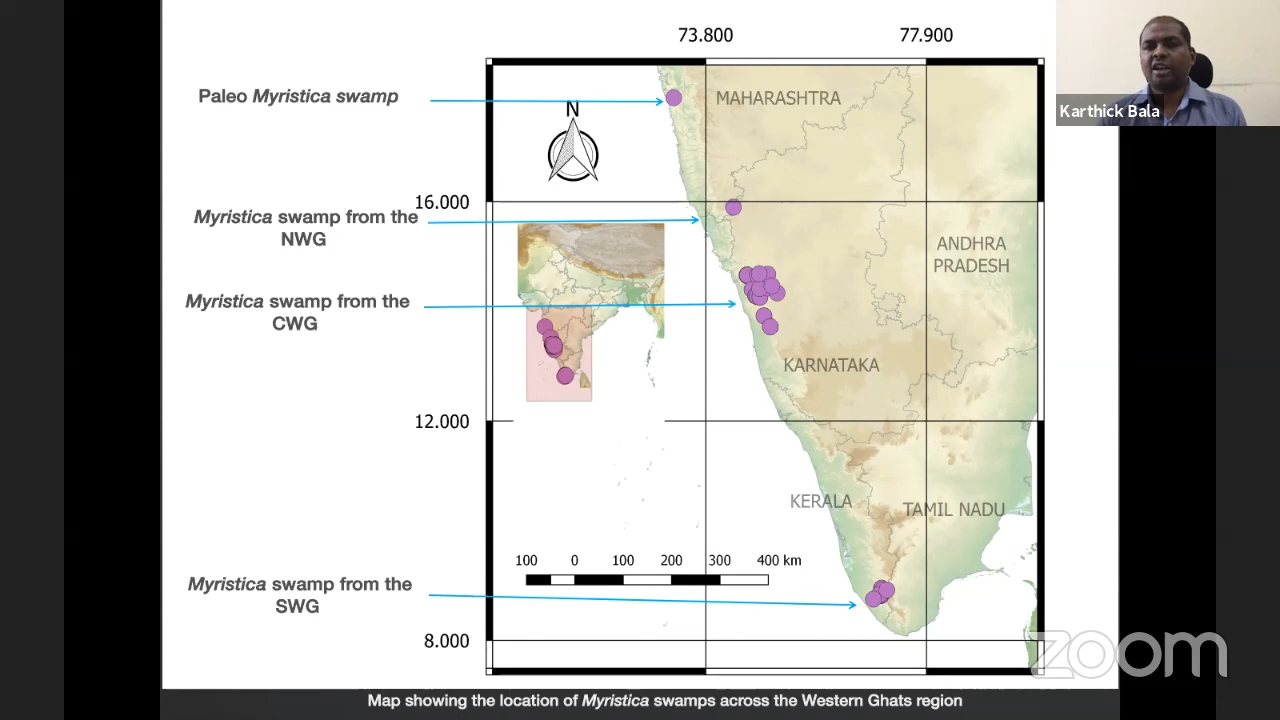 73.800 77.900
Paleo Myristica swamp
N
MAHARASHTRA
Karthick Bala
16.000
Myristica swamp from the
NWG
ANDHRA
PRADESH
Myristica swamp from the
CWG
KARNATAKA
12.000
KERALA
TAMIL NADU
100 0 100 200 300 400 km
Myristica swamp from the
SWG
8.000
zoom
Map showing the location of Myristica swamps across the Western Ghats region